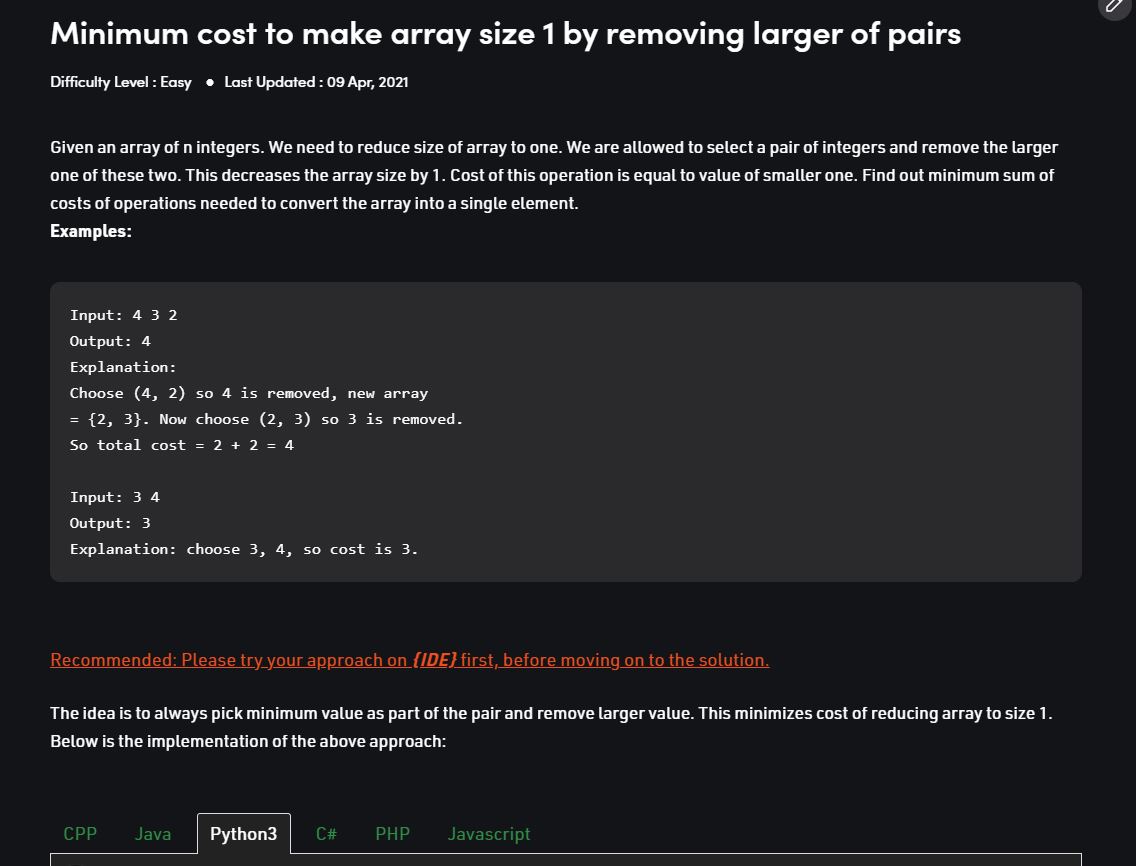 Minimum cost to make array size 1 by removing larger of pairs
Difficulty Level : Easy ● Last Updated : 09 Apr, 2021
Given an array of n integers. We need to reduce size of array to one. We are allowed to select a pair of integers and remove the larger
one of these two. This decreases the array size by 1. Cost of this operation is equal to value of smaller one. Find out minimum sum of
costs of operations needed to convert the array into a single element.
Examples:
Input: 4 3 2
Output: 4
Explanation:
Choose (4, 2) so 4 is removed, new array
= {2, 3}. Now choose (2, 3) so 3 is removed.
So total cost = 2 + 2 = 4
Input: 3 4
Output: 3
Explanation: choose 3, 4, so cost is 3.
Recommended: Please try your approach on {IDE} first, before moving on to the solution.
The idea is to always pick minimum value as part of the pair and remove larger value. This minimizes cost of reducing array to size 1.
Below is the implementation of the above approach:
CPP Java Python3 C# PHP Javascript